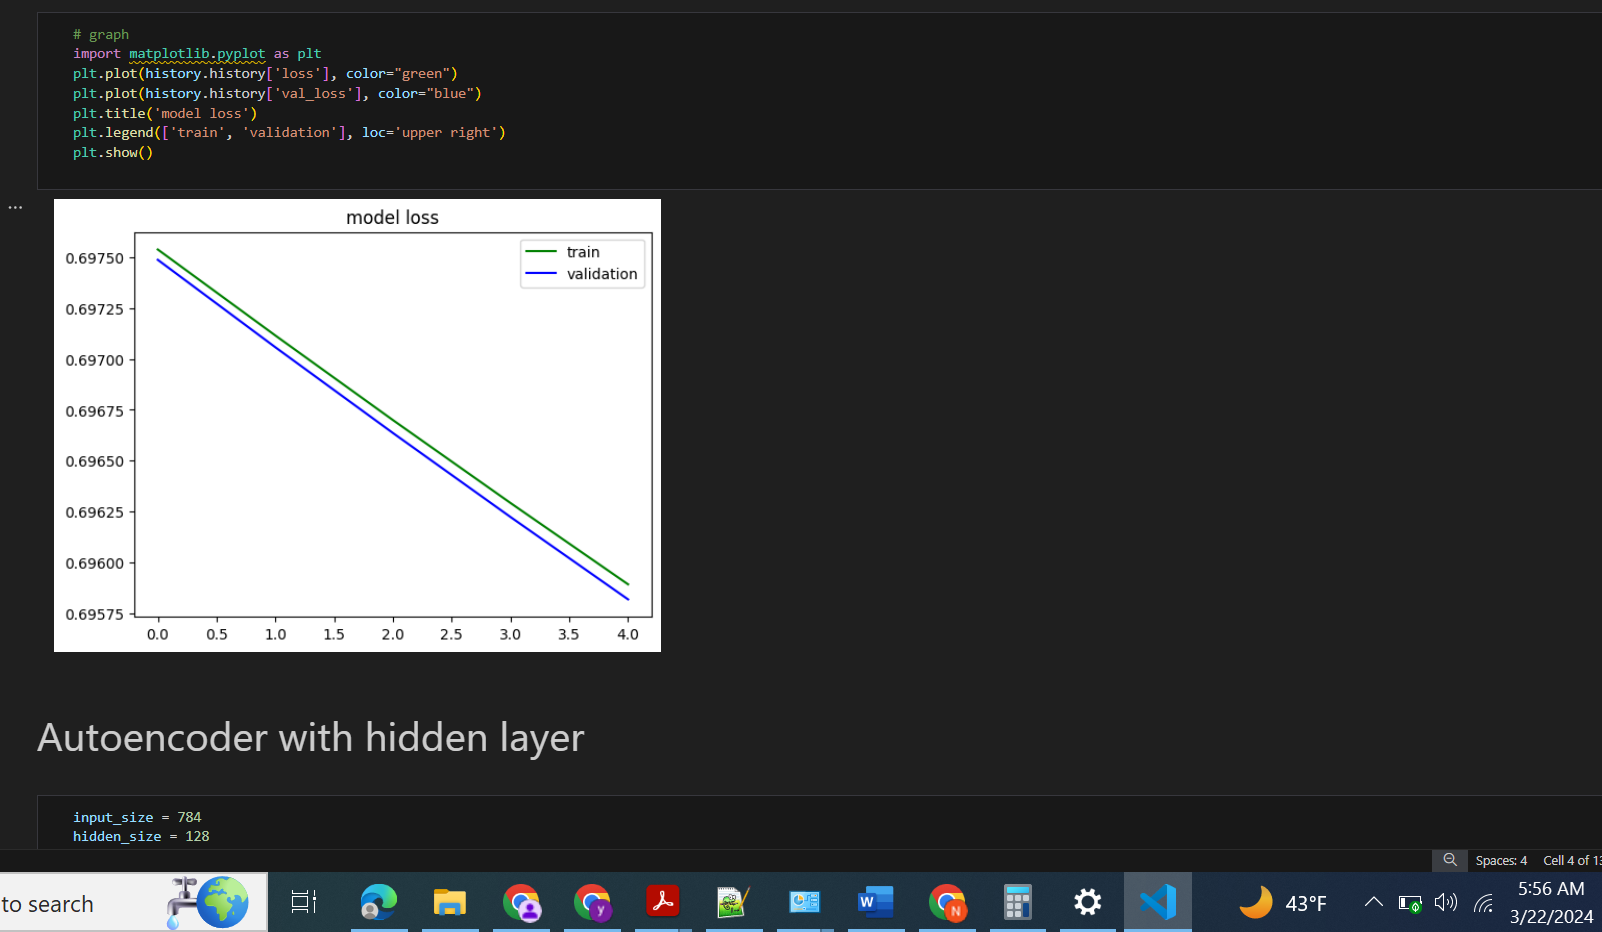 # graph
import matplotlib.pyplot as plt
plt.plot(history.history['loss'], color="green")
plt.plot(history.history['val_loss'], color="blue")
plt.title('model loss')
plt.legend(['train', 'validation'], loc='upper right')
plt.show()
...
model loss
train
validation
0.69750
0.69725
0.69700
0.69675
0.69650
0.69625
0.69600
0.69575
0.0 0.5 1.0 1.5 2.0 2.5 3.0 3.5 4.0
Autoencoder with hidden layer
input_size = 784
hidden_size = 128
Spaces: 4 Cell 4 of 13
to search
y
W
N
43°F
5:56 AM
3/22/2024